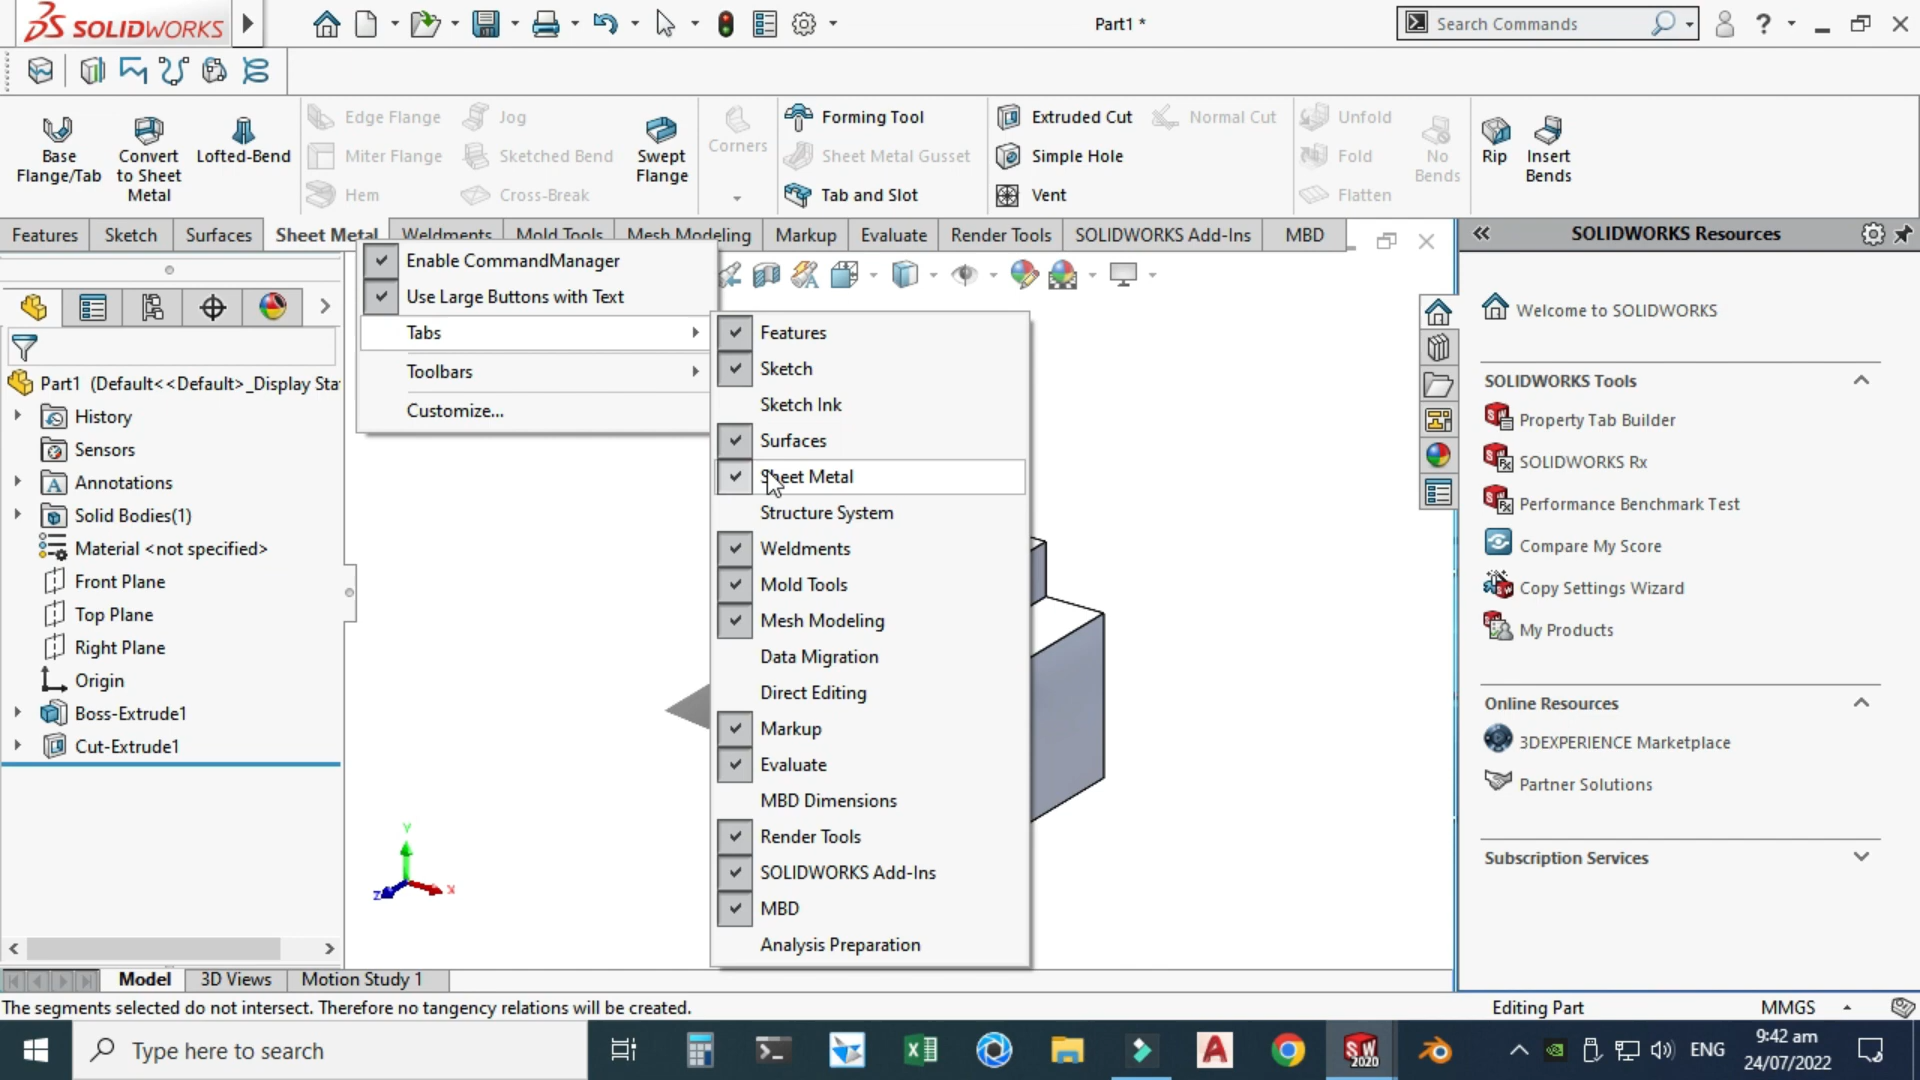 SOLIDWORKS
Part1 *
Search Commands
Base Flange/Tab
Convert to Sheet Metal
Lofted-Bend
Edge Flange
Miter Flange
Hem
Jog
Sketched Bend
Cross-Break
Swept Flange
Corners
Forming Tool
Sheet Metal Gusset
Tab and Slot
Extruded Cut
Simple Hole
Vent
Normal Cut
Unfold
Fold
Flatten
No Bends
Rip
Insert Bends
Features
Sketch
Surfaces
Sheet Metal
Weldments
Mold Tools
Mesh Modeling
Markup
Evaluate
Render Tools
SOLIDWORKS Add-Ins
MBD
SOLIDWORKS Resources
Enable CommandManager
Use Large Buttons with Text
Tabs
Toolbars
Customize...
Features
Sketch
Sketch Ink
Surfaces
Sheet Metal
Structure System
Weldments
Mold Tools
Mesh Modeling
Data Migration
Direct Editing
Markup
Evaluate
MBD Dimensions
Render Tools
SOLIDWORKS Add-Ins
MBD
Analysis Preparation
Part1 (Default<<Default>_Display Sta
History
Sensors
Annotations
Solid Bodies(1)
Material <not specified>
Front Plane
Top Plane
Right Plane
Origin
Boss-Extrude1
Cut-Extrude1
Y
Z
X
Welcome to SOLIDWORKS
SOLIDWORKS Tools
Property Tab Builder
SOLIDWORKS Rx
Performance Benchmark Test
Compare My Score
Copy Settings Wizard
My Products
Online Resources
3DEXPERIENCE Marketplace
Partner Solutions
Subscription Services
Model
3D Views
Motion Study 1
The segments selected do not intersect. Therefore no tangency relations will be created.
Editing Part
MMGS
Type here to search
SW 2020
ENG
9:42 am
24/07/2022